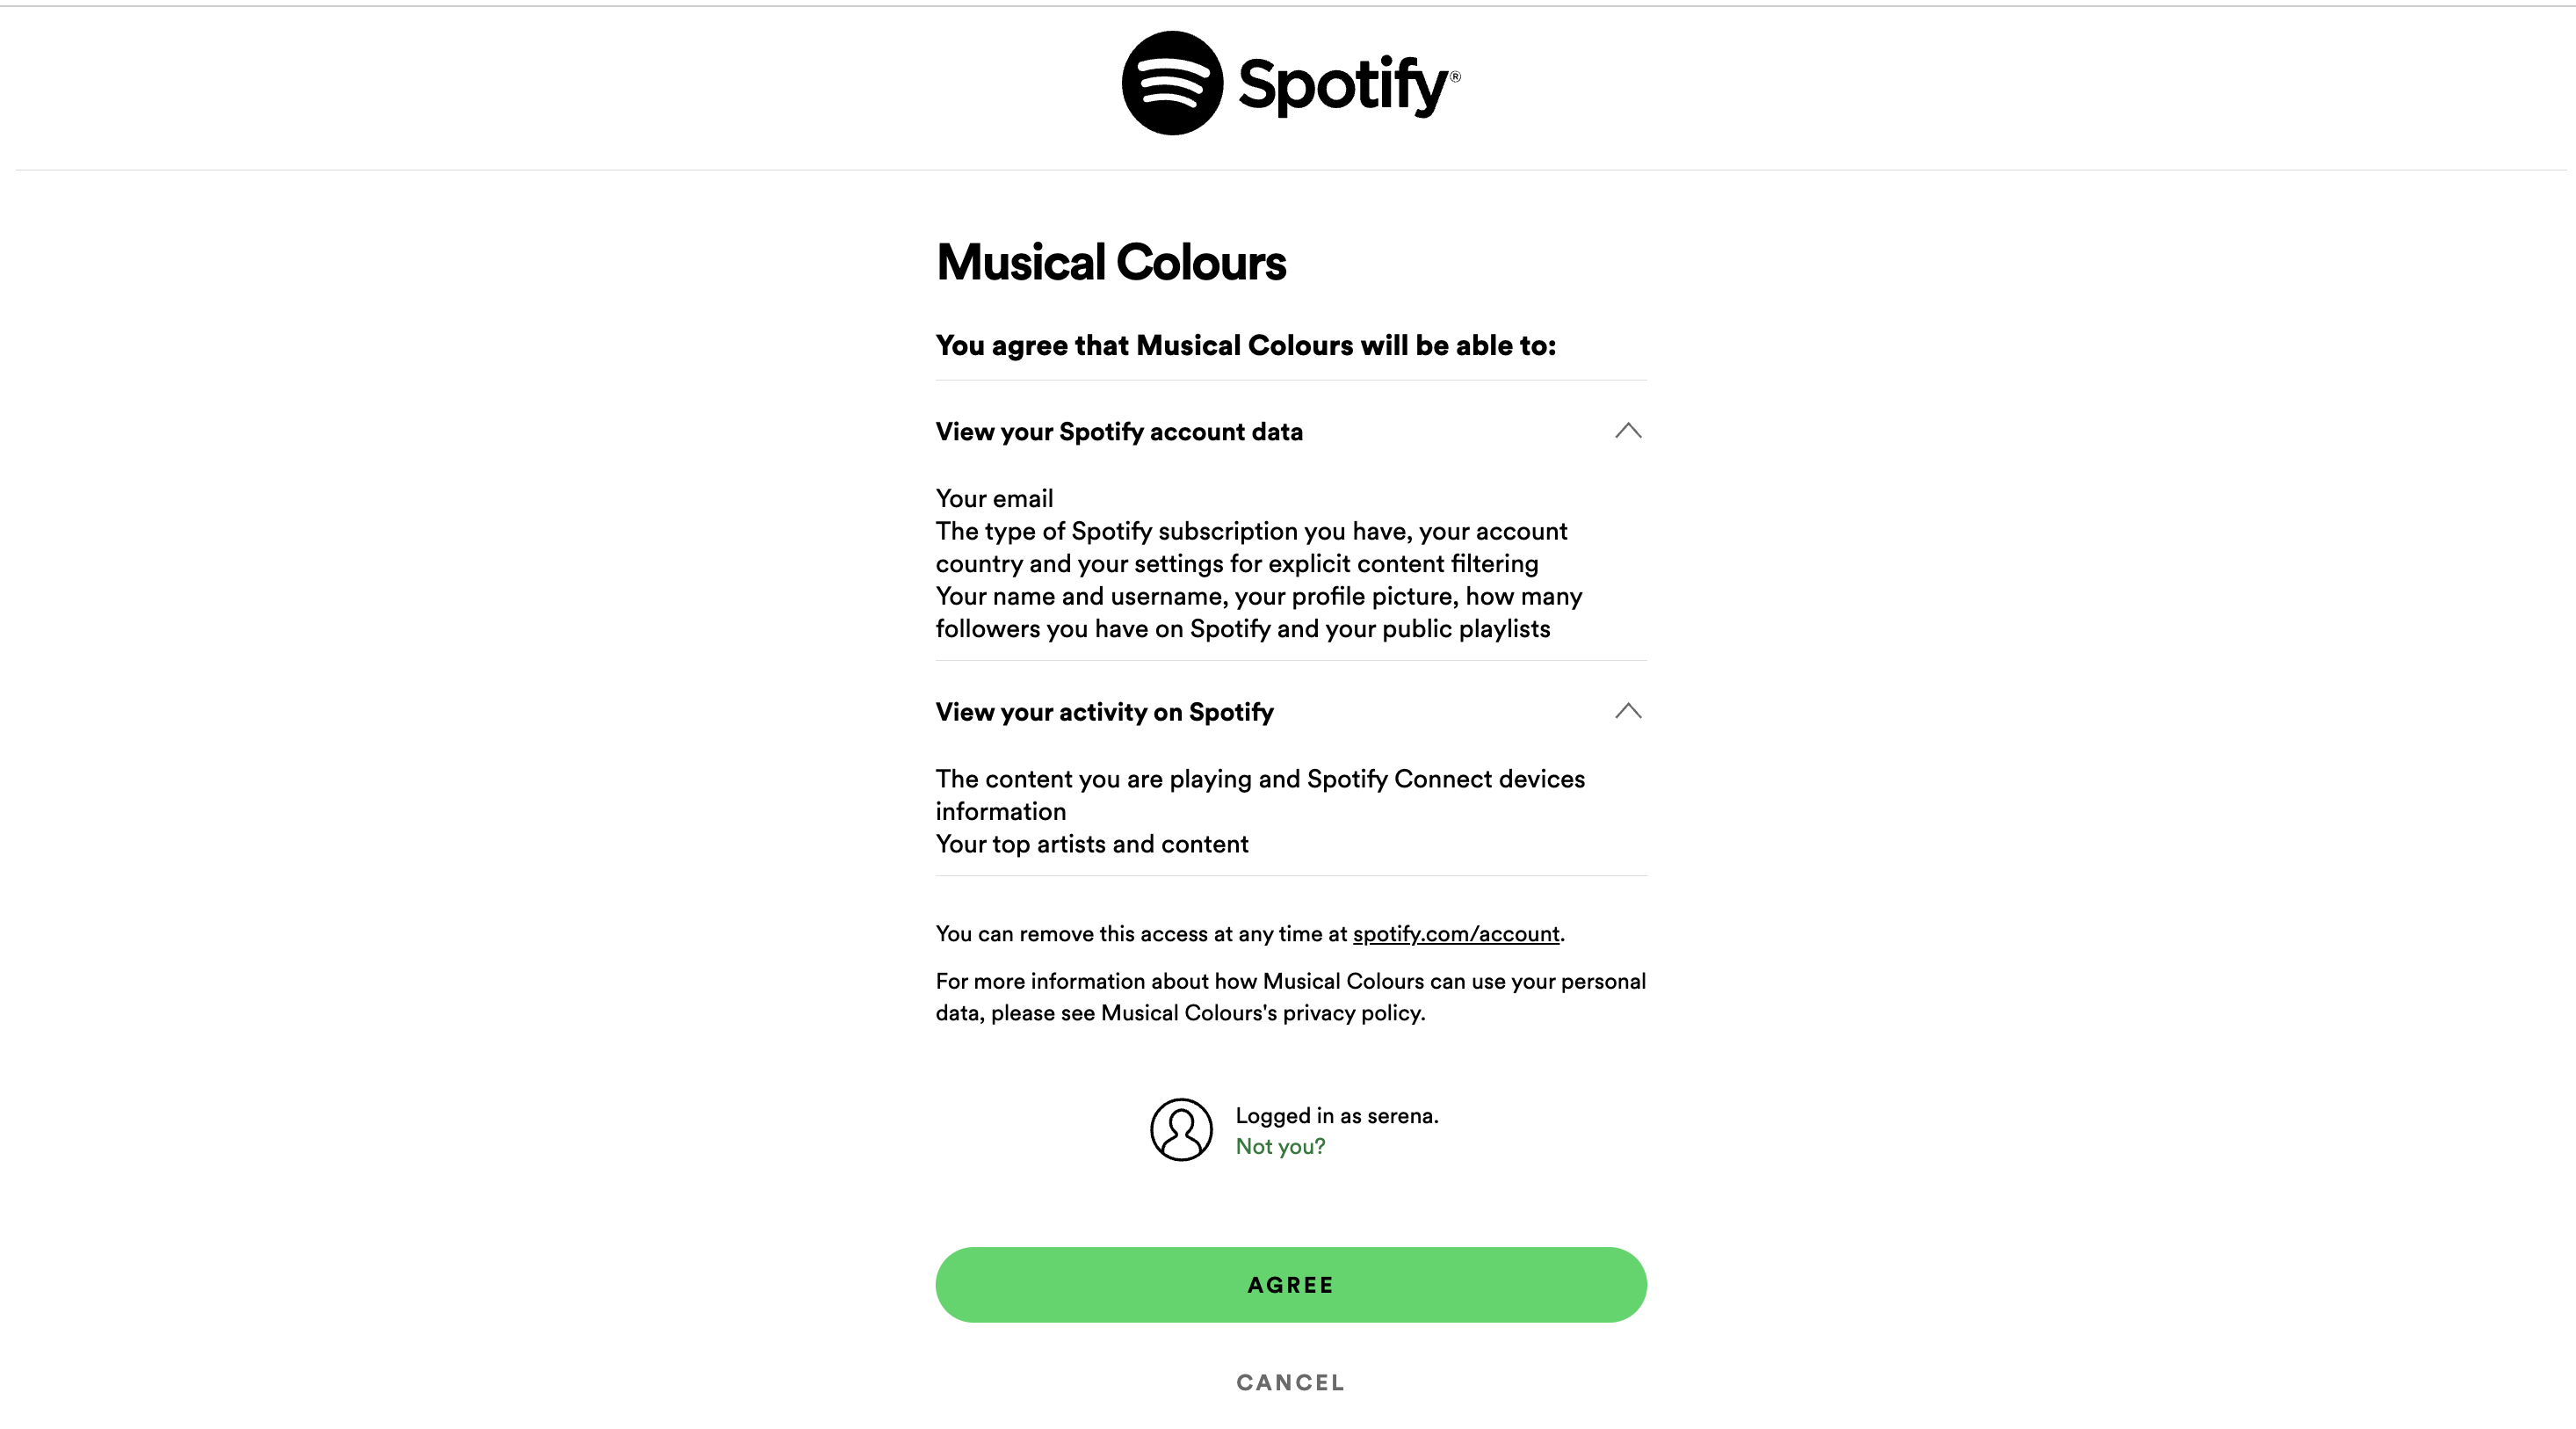 Spotify®
Musical Colours
You agree that Musical Colours will be able to:
View your Spotify account data
Your email
The type of Spotify subscription you have, your account
country and your settings for explicit content filtering
Your name and username, your profile picture, how many
followers you have on Spotify and your public playlists
View your activity on Spotify
The content you are playing and Spotify Connect devices
information
Your top artists and content
You can remove this access at any time at spotify.com/account.
For more information about how Musical Colours can use your personal
data, please see Musical Colours's privacy policy.
Logged in as serena.
Not you?
AGREE
CANCEL